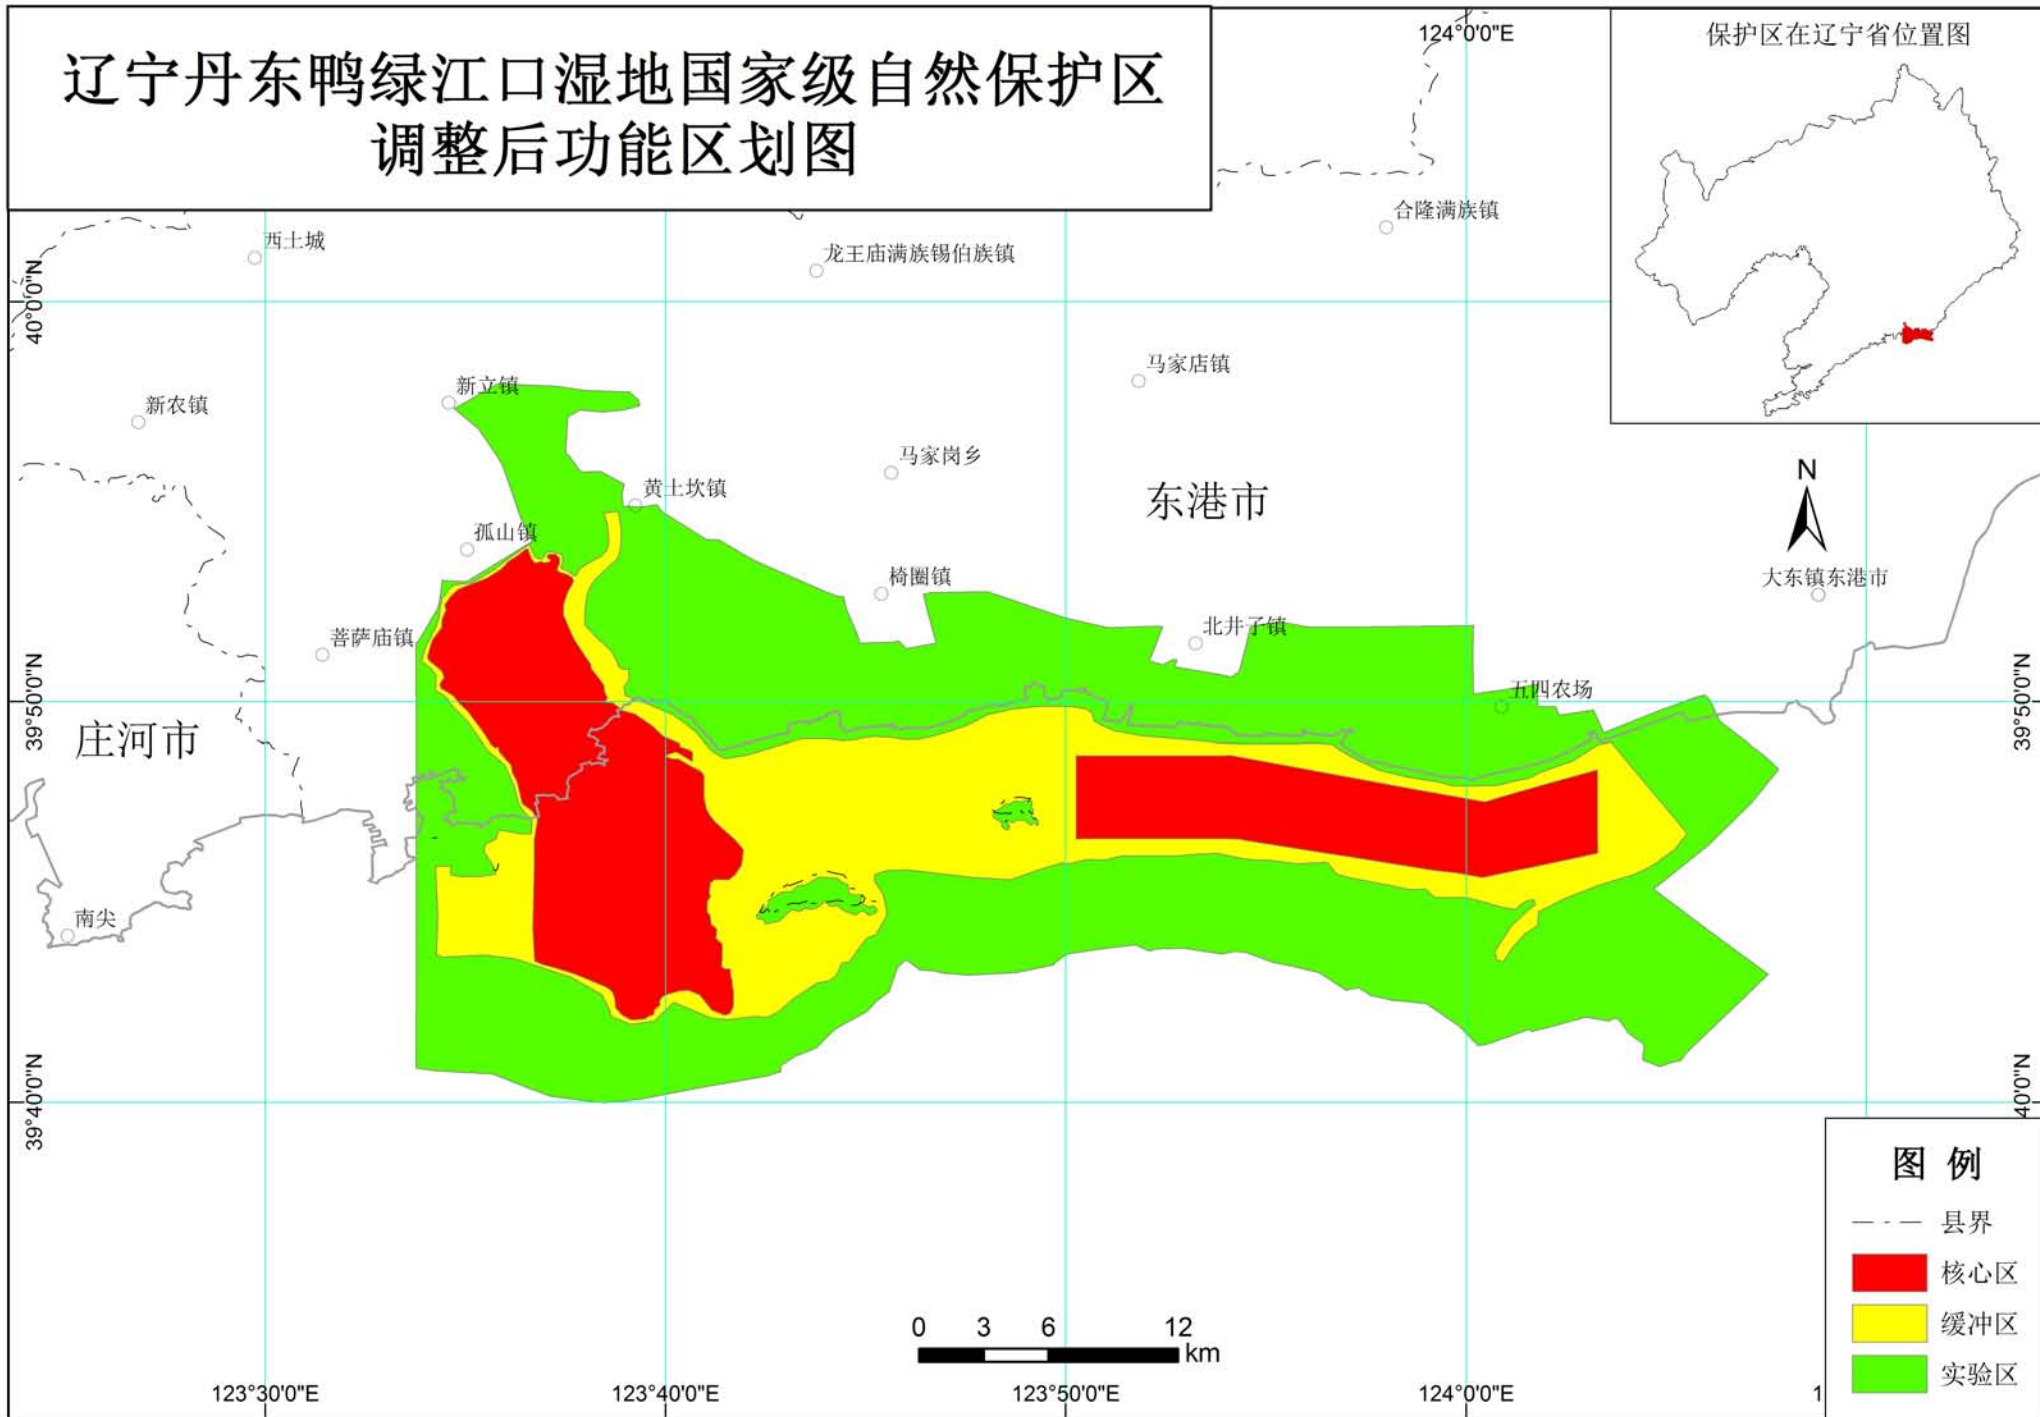 辽宁丹东鸭绿江口湿地国家级自然保护区
调整后功能区划图
124°0'0"E
保护区在辽宁省位置图
合隆满族镇
西土城
龙王庙满族锡伯族镇
40°0'0"N
马家店镇
新立镇
新农镇
马家岗乡
N
黄土坎镇
东港市
孤山镇
椅圈镇
大东镇东港市
北井子镇
菩萨庙镇
五四农场
39°50'0"N
39°50'0"N
庄河市
南尖
39°40'0"N
40'0"N
图 例
县界
核心区
缓冲区
实验区
0 3 6 12
km
123°30'0"E
123°40'0"E
123°50'0"E
124°0'0"E
1